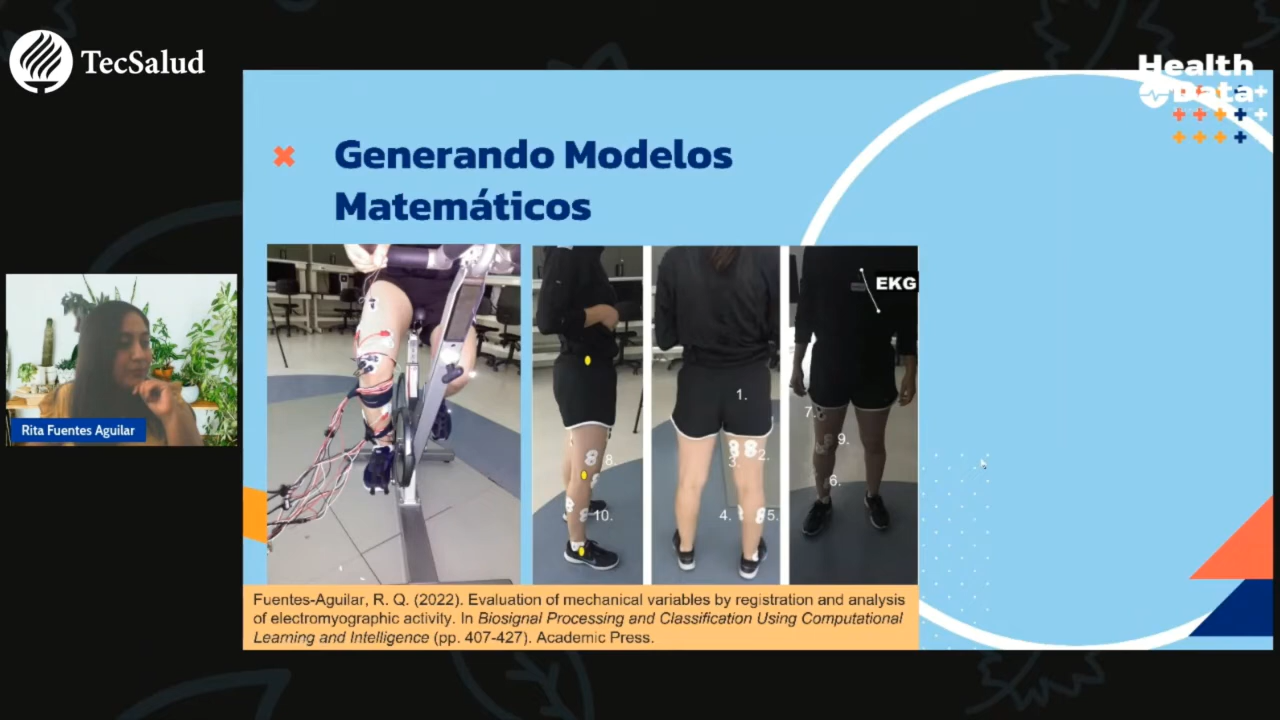 TecSalud
Health
Data
Generando Modelos
Matemáticos
EKG
1.
7.
9.
8.
3.
2.
6.
10.
4.
5.
Rita Fuentes Aguilar
Fuentes-Aguilar, R. Q. (2022). Evaluation of mechanical variables by registration and analysis
of electromyographic activity. In Biosignal Processing and Classification Using Computational
Learning and Intelligence (pp. 407-427). Academic Press.